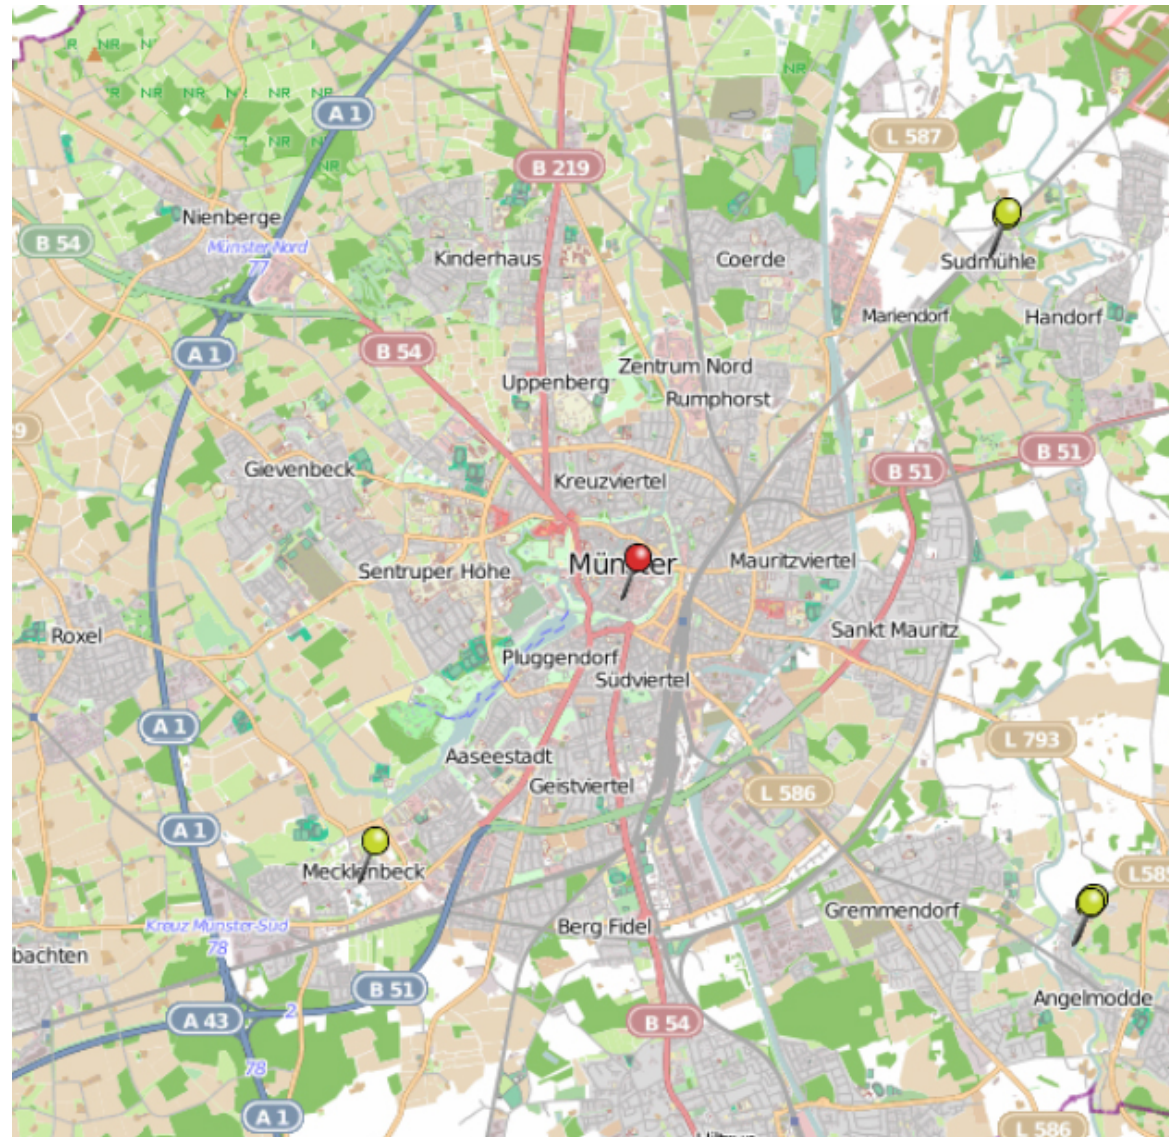 R NR NR
NR NR N NR NR
NR
NR
NR
NR
A 1
L 587
B 219
Nienberge
B 54
Münster Nord
77
Kinderhaus
Coerde
Sudmühle
Mariendorf
Handorf
A 1
B 54
Zentrum Nord
Uppenberg
Rumphorst
9
B 51
Gievenbeck
B 51
Kreuzviertel
Mauritzviertel
Sentruper Höhe
Roxel
Sankt Mauritz
Pluggendorf
Südviertel
A 1
L 793
Aaseestadt
Geistviertel
L 586
A 1
Mecklenbeck
L 585
Gremmendorf
Kreuz Münster-Süd
78
Berg Fidel
bachten
B 51
Angelmodde
2
A 43
B 54
78
A 1
L 586